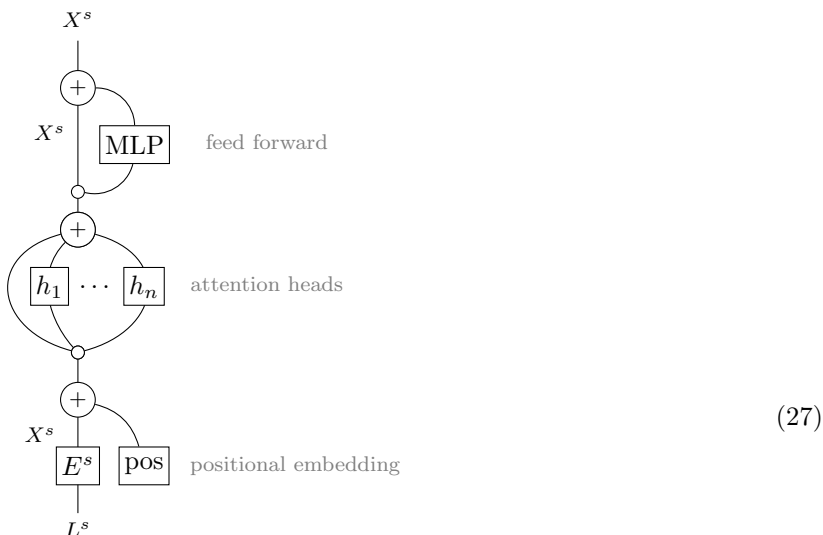 X^s
+
X^s
MLP feed forward
+
h_1 ⋯ h_n attention heads
+
(27)
X^s
E^s pos positional embedding
L^s